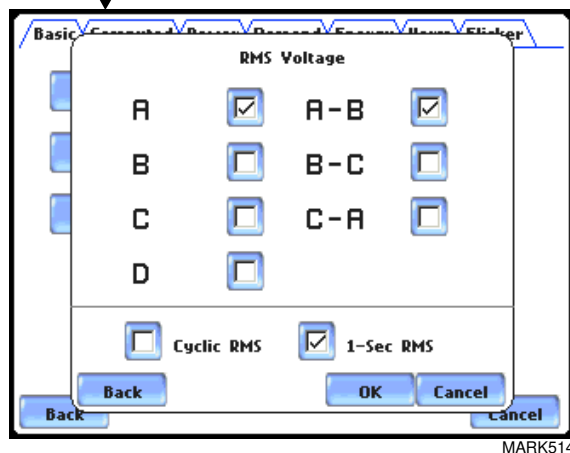 Basic Computed Power Demand Energy Harm Flicker
RMS Voltage
A A-B
B B-C
C C-A
D
Cyclic RMS 1-Sec RMS
Back OK Cancel
Back Cancel
MARK514